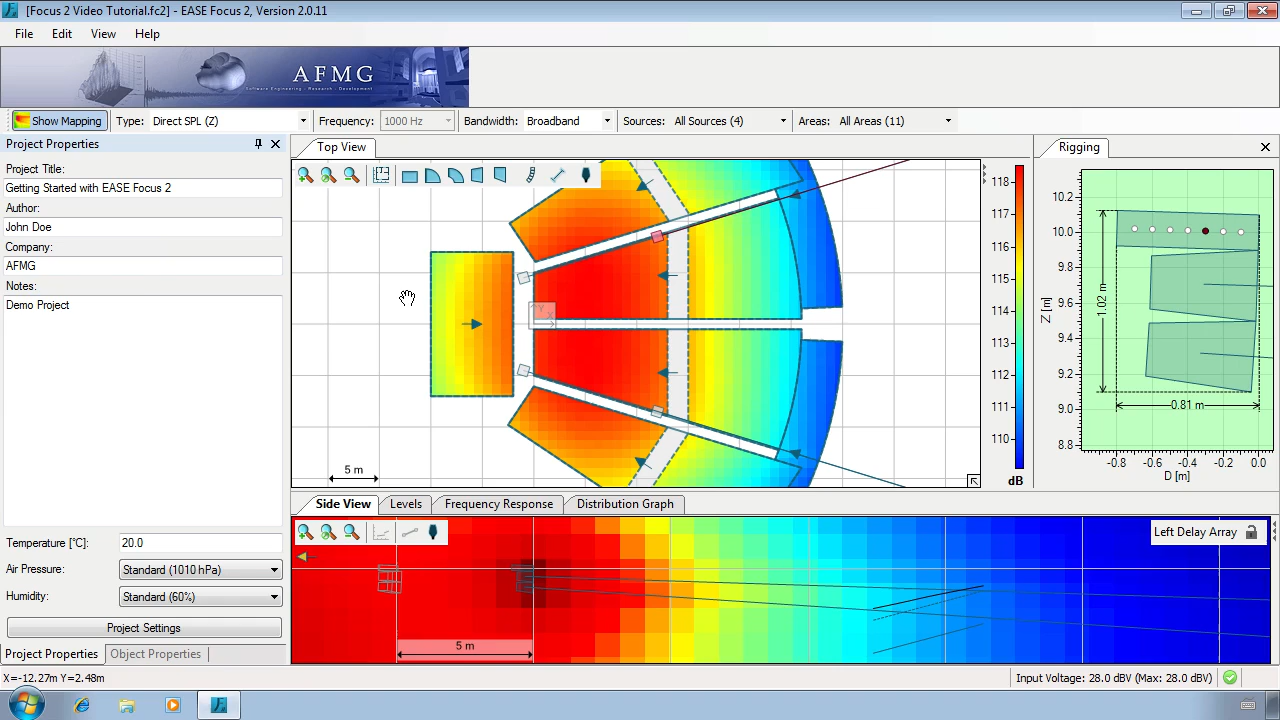 [Focus 2 Video Tutorial.fc2] - EASE Focus 2, Version 2.0.11
File Edit View Help
AFMG
Software Engineering - Research - Development
Show Mapping Type: Direct SPL (Z) Frequency: 1000 Hz Bandwidth: Broadband Sources: All Sources (4) Areas: All Areas (11)
Project Properties
Project Title:
Getting Started with EASE Focus 2
Author:
John Doe
Company:
AFMG
Notes:
Demo Project
Temperature [°C]: 20.0
Air Pressure: Standard (1010 hPa)
Humidity: Standard (60%)
Project Settings
Project Properties Object Properties
Top View
Y
X
5 m
118
117
116
115
114
113
112
111
110
dB
Rigging
10.2
10.0
9.8
9.6
9.4
9.2
9.0
8.8
Z [m]
1.02 m
0.81 m
-0.8 -0.6 -0.4 -0.2 0.0
D [m]
Side View Levels Frequency Response Distribution Graph
Left Delay Array
5 m
X=-12.27m Y=2.48m
Input Voltage: 28.0 dBV (Max: 28.0 dBV)